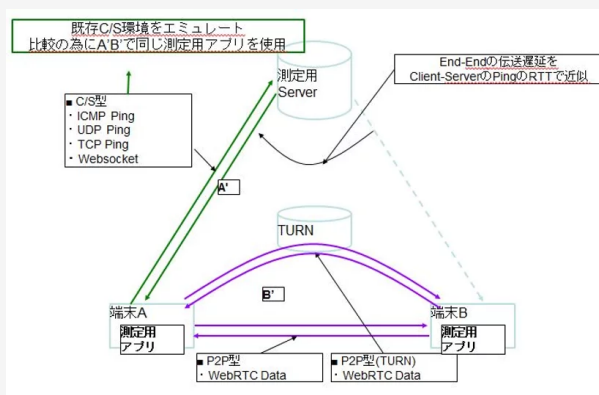 既存C/S環境をエミュレート
比較の為にA'B'で同じ測定用アプリを使用
測定用
Server
End-Endの伝送遅延を
Client-ServerのPingのRTTで近似
■ C/S型
・ ICMP Ping
・ UDP Ping
・ TCP Ping
・ Websocket
A'
TURN
B'
端末A
測定用
アプリ
端末B
測定用
アプリ
■ P2P型
・ WebRTC Data
■ P2P型(TURN)
・ WebRTC Data